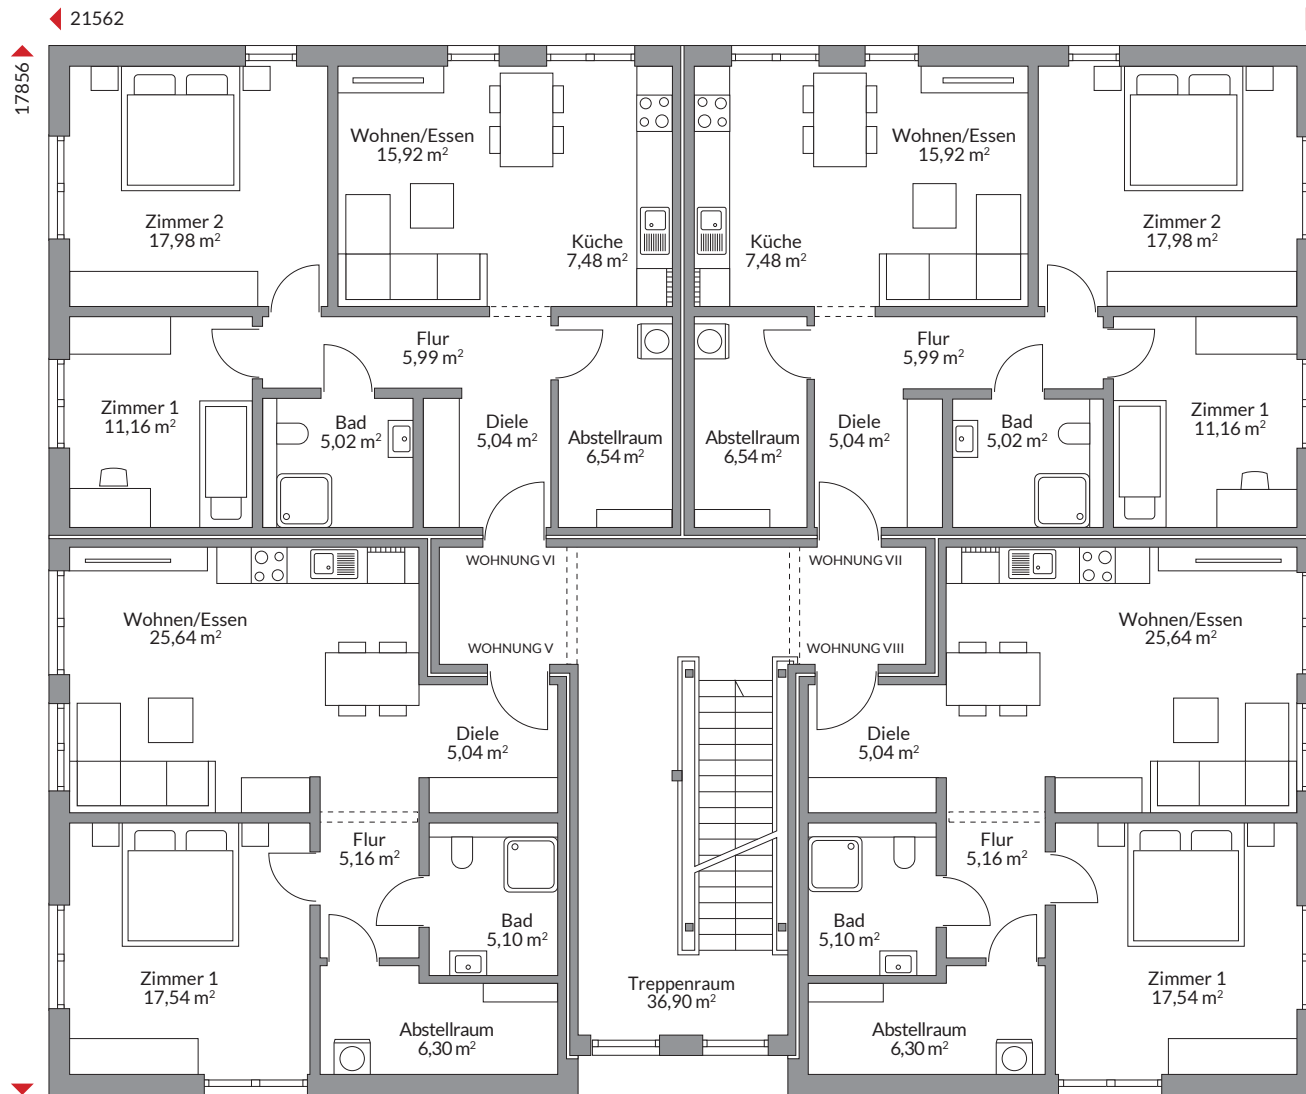 21562
17856
Wohnen/Essen
15,92 m²
Wohnen/Essen
15,92 m²
Zimmer 2
17,98 m²
Zimmer 2
17,98 m²
Küche
7,48 m²
Küche
7,48 m²
Flur
5,99 m²
Flur
5,99 m²
Zimmer 1
11,16 m²
Bad
5,02 m²
Diele
5,04 m²
Abstellraum
6,54 m²
Abstellraum
6,54 m²
Diele
5,04 m²
Bad
5,02 m²
Zimmer 1
11,16 m²
WOHNUNG VI
WOHNUNG VII
Wohnen/Essen
25,64 m²
Wohnen/Essen
25,64 m²
WOHNUNG V
WOHNUNG VIII
Diele
5,04 m²
Diele
5,04 m²
Flur
5,16 m²
Flur
5,16 m²
Bad
5,10 m²
Bad
5,10 m²
Zimmer 1
17,54 m²
Treppenraum
36,90 m²
Zimmer 1
17,54 m²
Abstellraum
6,30 m²
Abstellraum
6,30 m²